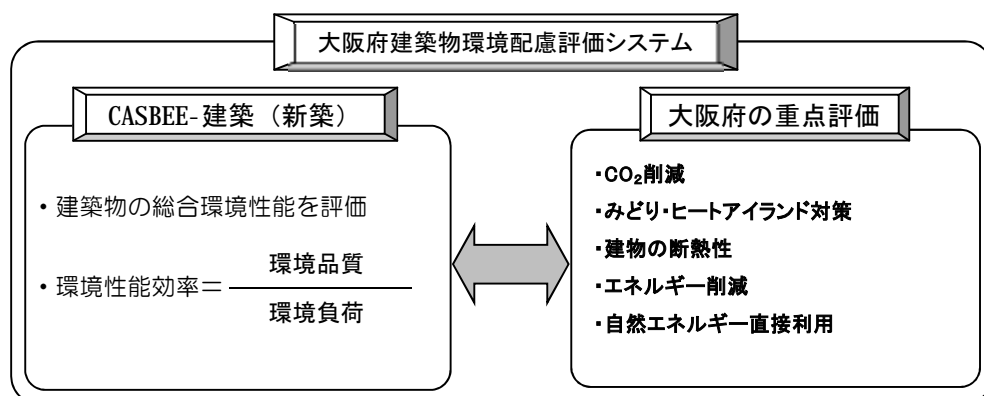 大阪府建築物環境配慮評価システム
CASBEE-建築（新築）
・建築物の総合環境性能を評価
・環境性能効率＝
環境品質
環境負荷
大阪府の重点評価
・CO₂削減
・みどり・ヒートアイランド対策
・建物の断熱性
・エネルギー削減
・自然エネルギー直接利用